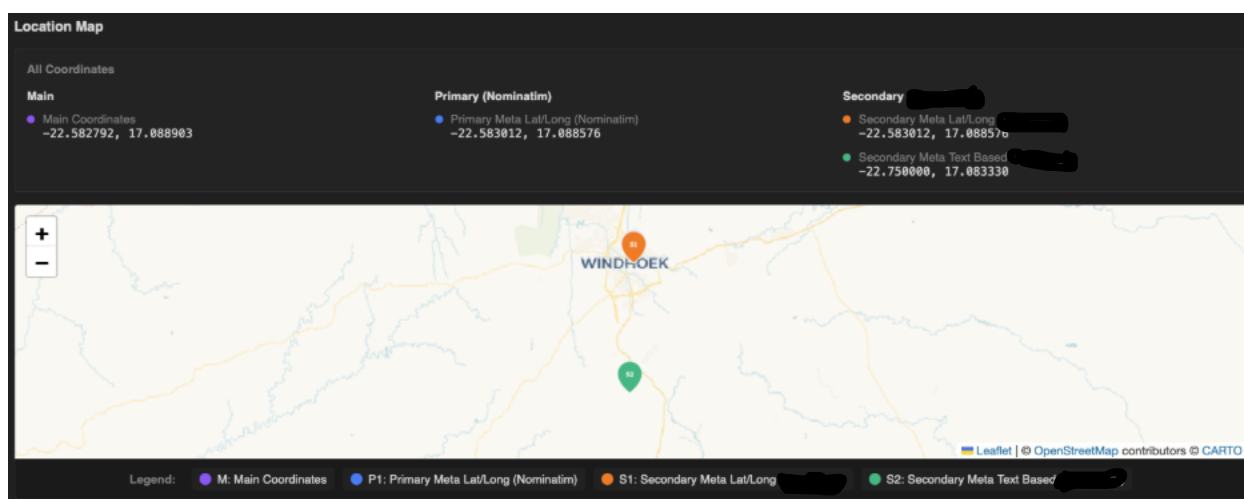 Location Map
All Coordinates
Main
Main Coordinates
-22.582792, 17.088903
Primary (Nominatim)
Primary Meta Lat/Long (Nominatim)
-22.583012, 17.088576
Secondary
Secondary Meta Lat/Long
-22.583012, 17.088576
Secondary Meta Text Based
-22.750000, 17.083330
+
−
S1
WINDHOEK
S2
Leaflet | © OpenStreetMap contributors © CARTO
Legend: M: Main Coordinates P1: Primary Meta Lat/Long (Nominatim) S1: Secondary Meta Lat/Long S2: Secondary Meta Text Based